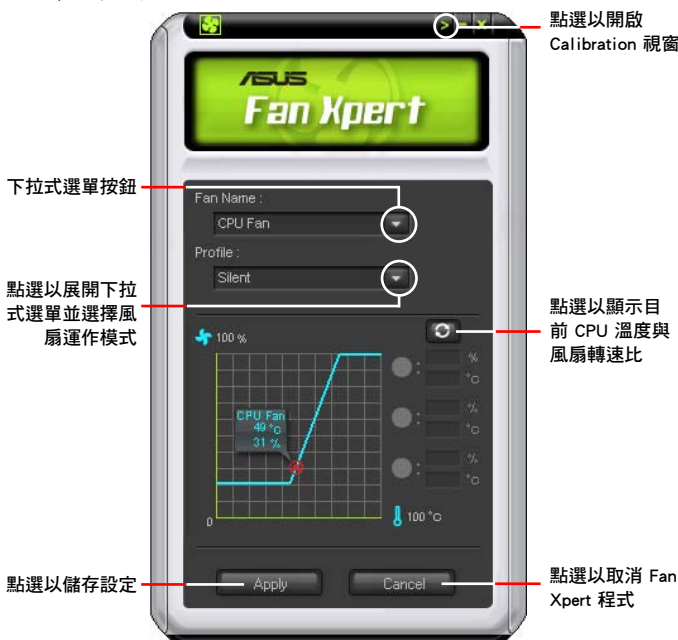 點選以開啟
Calibration 視窗
ASUS
Fan Xpert
下拉式選單按鈕
Fan Name :
CPU Fan
Profile :
Silent
點選以展開下拉
式選單並選擇風
扇運作模式
點選以顯示目
前 CPU 溫度與
風扇轉速比
100 %
%
°C
CPU Fan
49 °C
31 %
%
°C
%
°C
0
100 °C
點選以儲存設定
Apply
Cancel
點選以取消 Fan
Xpert 程式